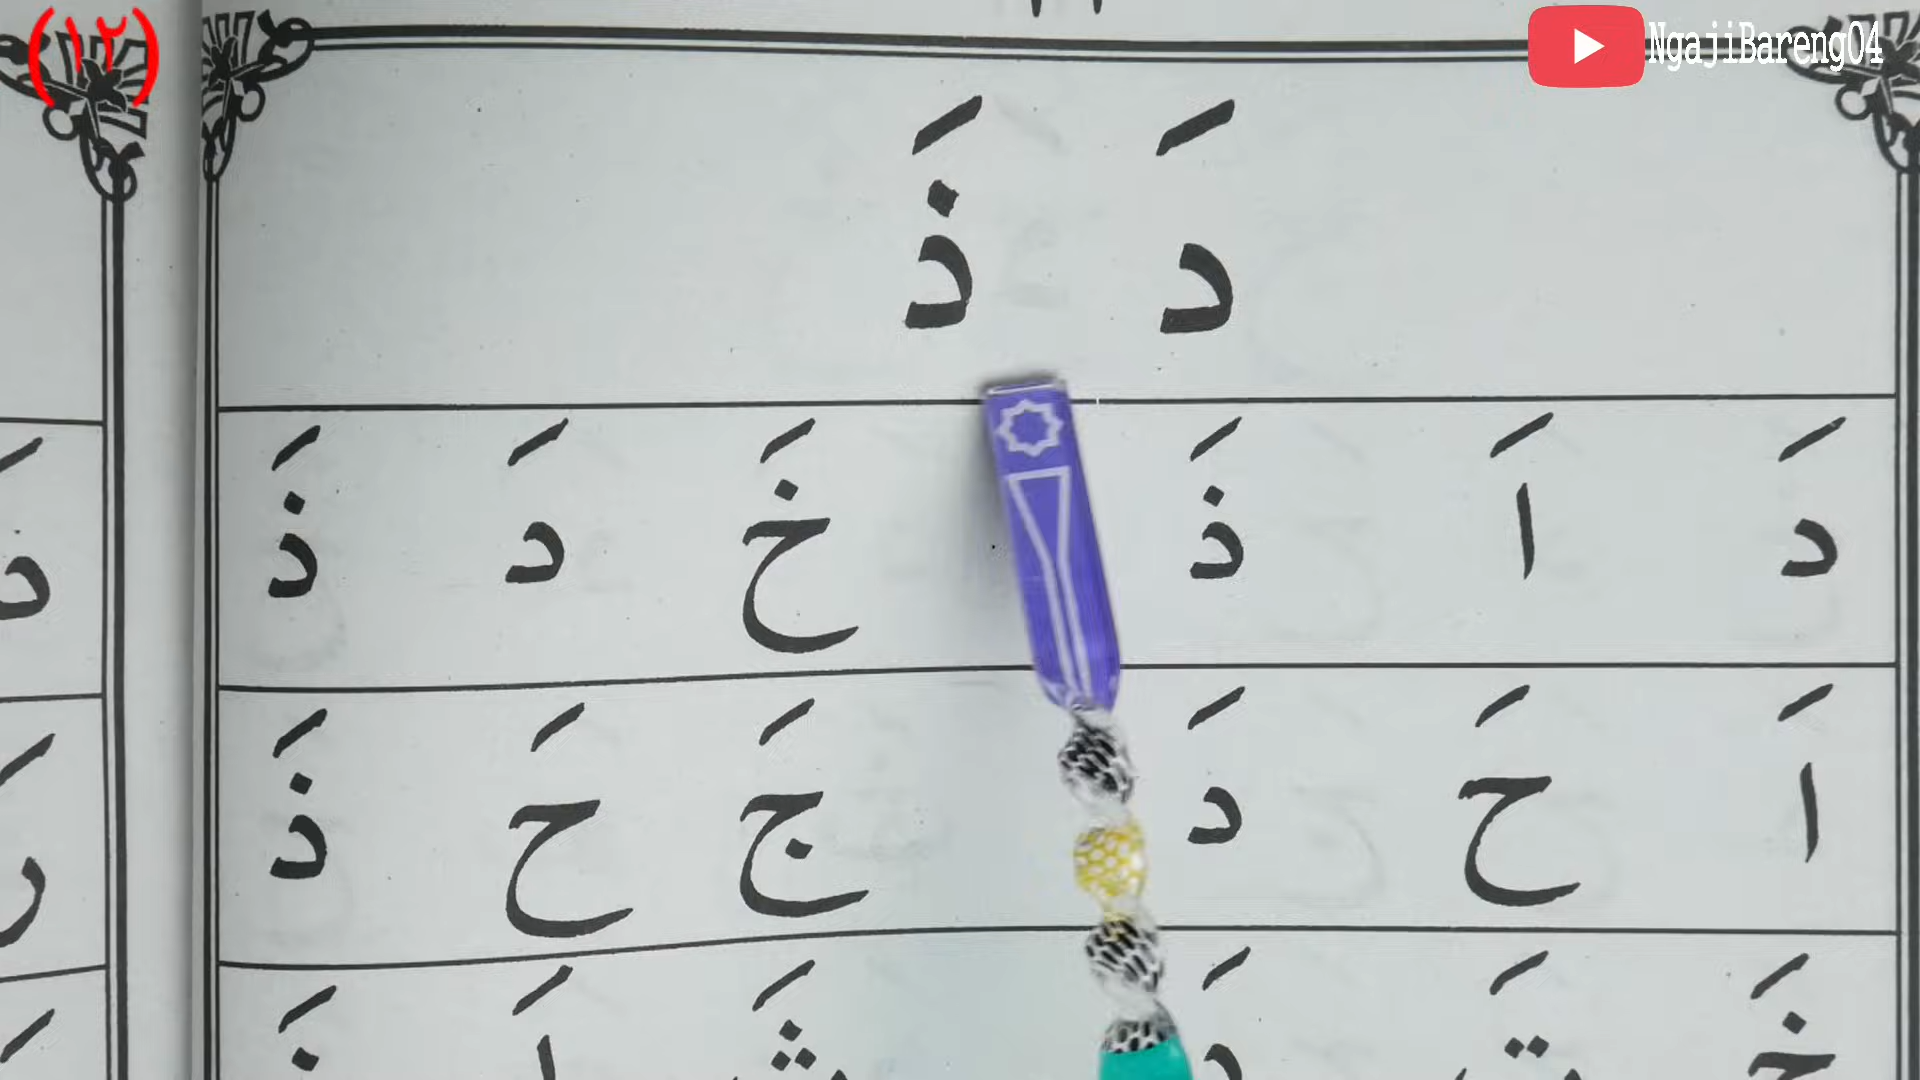 (١٢)
NgajiBareng04
دَ ذَ
دَ اَ ذَ خَ دَ ذَ
اَ حَ دَ جَ حَ ذَ
خَ تَ دَ ثَ اَ
دَ
رَ